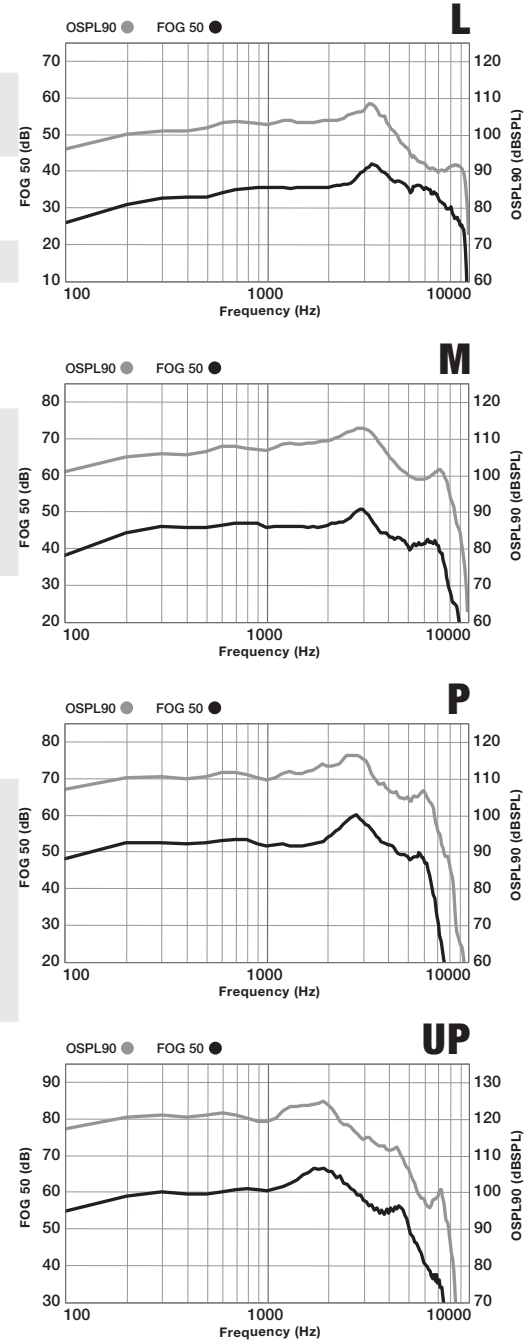 L
OSPL90 FOG 50
70 120
60 110
50 100
40 90
30 80
20 70
10 60
FOG 50 (dB)
OSPL90 (dBSPL)
100 1000 10000
Frequency (Hz)
M
OSPL90 FOG 50
80 120
70 110
60 100
50 90
40 80
30 70
20 60
FOG 50 (dB)
OSPL90 (dBSPL)
100 1000 10000
Frequency (Hz)
P
OSPL90 FOG 50
80 120
70 110
60 100
50 90
40 80
30 70
20 60
FOG 50 (dB)
OSPL90 (dBSPL)
100 1000 10000
Frequency (Hz)
UP
OSPL90 FOG 50
90 130
80 120
70 110
60 100
50 90
40 80
30 70
FOG 50 (dB)
OSPL90 (dBSPL)
100 1000 10000
Frequency (Hz)